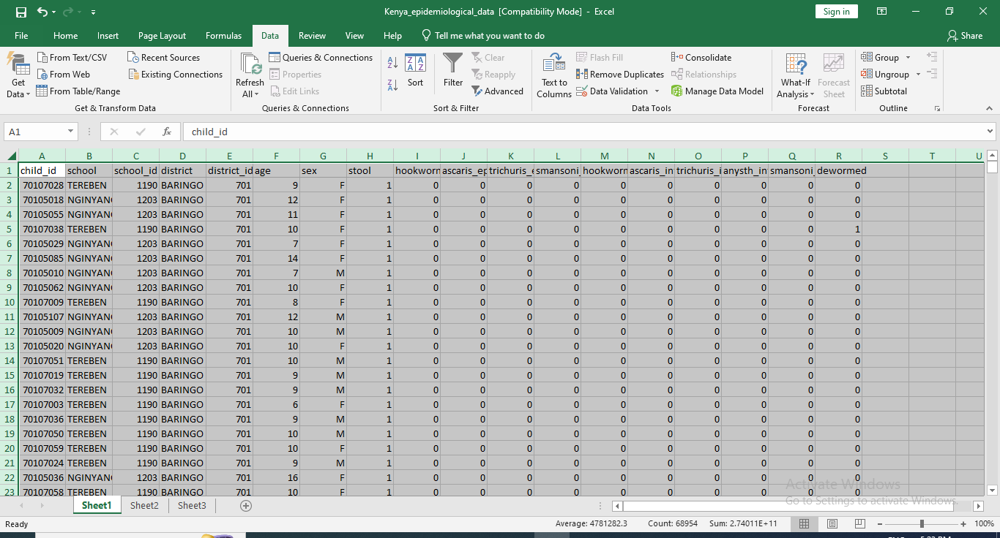 Kenya_epidemiological_data [Compatibility Mode] - Excel
Sign in
File Home Insert Page Layout Formulas Data Review View Help Tell me what you want to do Share
Get Data
From Text/CSV
From Web
From Table/Range
Recent Sources
Existing Connections
Get & Transform Data
Refresh All
Queries & Connections
Properties
Edit Links
Queries & Connections
Sort
Filter
Clear
Reapply
Advanced
Sort & Filter
Text to Columns
Flash Fill
Remove Duplicates
Data Validation
Consolidate
Relationships
Manage Data Model
Data Tools
What-If Analysis
Forecast Sheet
Forecast
Group
Ungroup
Subtotal
Outline
A1 fx child_id
A B C D E F G H I J K L M N O P Q R S T U
1 child_id school school_id district district_id age sex stool hookworm ascaris_ep trichuris_e smansoni_ hookworm ascaris_in trichuris_i anysth_in smansoni_ dewormed
2 70107028 TEREBEN 1190 BARINGO 701 9 F 1 0 0 0 0 0 0 0 0 0 0
3 70105018 NGINYANG 1203 BARINGO 701 12 F 1 0 0 0 0 0 0 0 0 0 0
4 70105055 NGINYANG 1203 BARINGO 701 11 F 1 0 0 0 0 0 0 0 0 0 0
5 70107038 TEREBEN 1190 BARINGO 701 10 F 1 0 0 0 0 0 0 0 0 0 1
6 70105029 NGINYANG 1203 BARINGO 701 7 F 1 0 0 0 0 0 0 0 0 0 0
7 70105085 NGINYANG 1203 BARINGO 701 14 F 1 0 0 0 0 0 0 0 0 0 0
8 70105010 NGINYANG 1203 BARINGO 701 7 M 1 0 0 0 0 0 0 0 0 0 0
9 70105062 NGINYANG 1203 BARINGO 701 10 F 1 0 0 0 0 0 0 0 0 0 0
10 70107009 TEREBEN 1190 BARINGO 701 8 F 1 0 0 0 0 0 0 0 0 0 0
11 70105107 NGINYANG 1203 BARINGO 701 12 M 1 0 0 0 0 0 0 0 0 0 0
12 70105009 NGINYANG 1203 BARINGO 701 10 M 1 0 0 0 0 0 0 0 0 0 0
13 70105020 NGINYANG 1203 BARINGO 701 10 F 1 0 0 0 0 0 0 0 0 0 0
14 70107051 TEREBEN 1190 BARINGO 701 10 M 1 0 0 0 0 0 0 0 0 0 0
15 70107019 TEREBEN 1190 BARINGO 701 9 M 1 0 0 0 0 0 0 0 0 0 0
16 70107032 TEREBEN 1190 BARINGO 701 9 M 1 0 0 0 0 0 0 0 0 0 0
17 70107003 TEREBEN 1190 BARINGO 701 6 F 1 0 0 0 0 0 0 0 0 0 0
18 70107036 TEREBEN 1190 BARINGO 701 9 M 1 0 0 0 0 0 0 0 0 0 0
19 70107050 TEREBEN 1190 BARINGO 701 10 M 1 0 0 0 0 0 0 0 0 0 0
20 70107059 TEREBEN 1190 BARINGO 701 10 F 1 0 0 0 0 0 0 0 0 0 0
21 70107024 TEREBEN 1190 BARINGO 701 9 M 1 0 0 0 0 0 0 0 0 0 0
22 70105036 NGINYANG 1203 BARINGO 701 16 F 1 0 0 0 0 0 0 0 0 0 0
23 70107058 TEREBEN 1190 BARINGO 701 10 F 1 0 0 0 0 0 0 0 0 0 0
Activate Windows
Go to Settings to activate Windows.
Sheet1 Sheet2 Sheet3
Ready Average: 4781282.3 Count: 68954 Sum: 2.74011E+11 100%